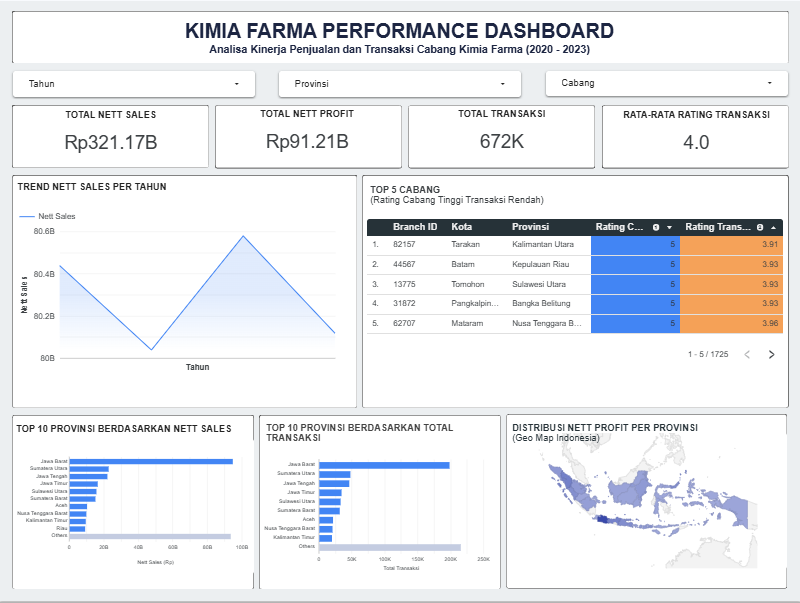 KIMIA FARMA PERFORMANCE DASHBOARD
Analisa Kinerja Penjualan dan Transaksi Cabang Kimia Farma (2020 - 2023)
Tahun
Provinsi
Cabang
TOTAL NETT SALES
Rp321.17B
TOTAL NETT PROFIT
Rp91.21B
TOTAL TRANSAKSI
672K
RATA-RATA RATING TRANSAKSI
4.0
TREND NETT SALES PER TAHUN
Nett Sales
80.6B
80.4B
80.2B
80B
Nett Sales
Tahun
TOP 5 CABANG
(Rating Cabang Tinggi Transaksi Rendah)
Branch ID Kota Provinsi Rating C... Rating Trans...
1. 82157 Tarakan Kalimantan Utara 5 3.91
2. 44567 Batam Kepulauan Riau 5 3.93
3. 13775 Tomohon Sulawesi Utara 5 3.93
4. 31872 Pangkalpin... Bangka Belitung 5 3.93
5. 62707 Mataram Nusa Tenggara B... 5 3.96
1 - 5 / 1725
TOP 10 PROVINSI BERDASARKAN NETT SALES
Jawa Barat
Sumatera Utara
Jawa Tengah
Jawa Timur
Sulawesi Utara
Sumatera Barat
Aceh
Nusa Tenggara Barat
Kalimantan Timur
Riau
Others
0 20B 40B 60B 80B 100B
Nett Sales (Rp)
TOP 10 PROVINSI BERDASARKAN TOTAL
TRANSAKSI
Jawa Barat
Sumatera Utara
Jawa Tengah
Jawa Timur
Sulawesi Utara
Sumatera Barat
Aceh
Nusa Tenggara Barat
Kalimantan Timur
Others
0 50K 100K 150K 200K 250K
Total Transaksi
DISTRIBUSI NETT PROFIT PER PROVINSI
(Geo Map Indonesia)